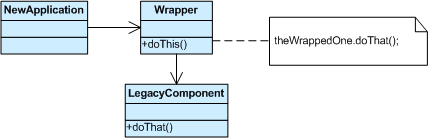 NewApplication
Wrapper
+doThis()
theWrappedOne.doThat();
LegacyComponent
+doThat()